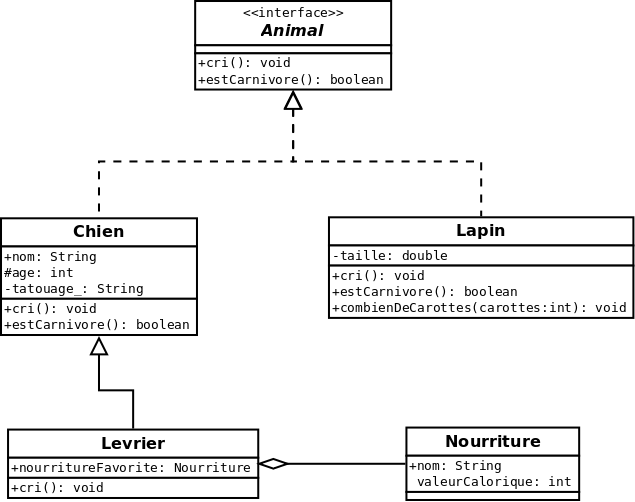 <<interface>>
Animal
+cri(): void
+estCarnivore(): boolean
Chien
+nom: String
#age: int
-tatouage_: String
+cri(): void
+estCarnivore(): boolean
Lapin
-taille: double
+cri(): void
+estCarnivore(): boolean
+combienDeCarottes(carottes:int): void
Levrier
+nourritureFavorite: Nourriture
+cri(): void
Nourriture
+nom: String
valeurCalorique: int